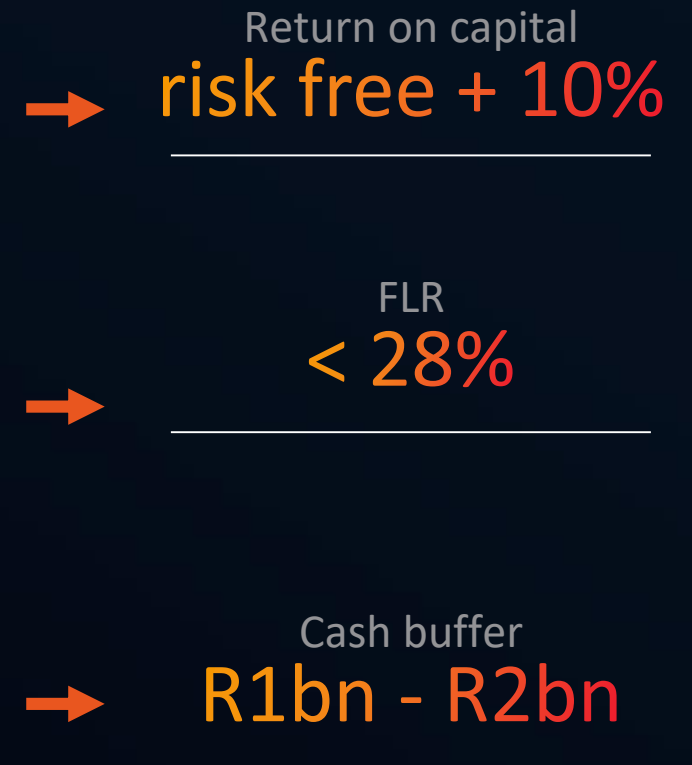 Return on capital
risk free + 10%
FLR
< 28%
Cash buffer
R1bn - R2bn